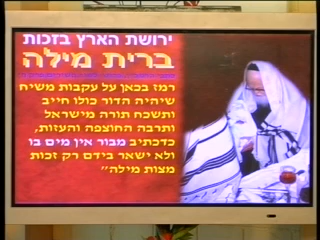 ירושת הארץ בזכות
ברית מילה
רמז בכאן על עקבות משיח
שיהיה הדור כולו חייב
ותשכח תורה מישראל
ותרבה החוצפה והעזות,
כדכתיב מבור אין מים בו
ולא ישאר בידם רק זכות
מצות מילה"